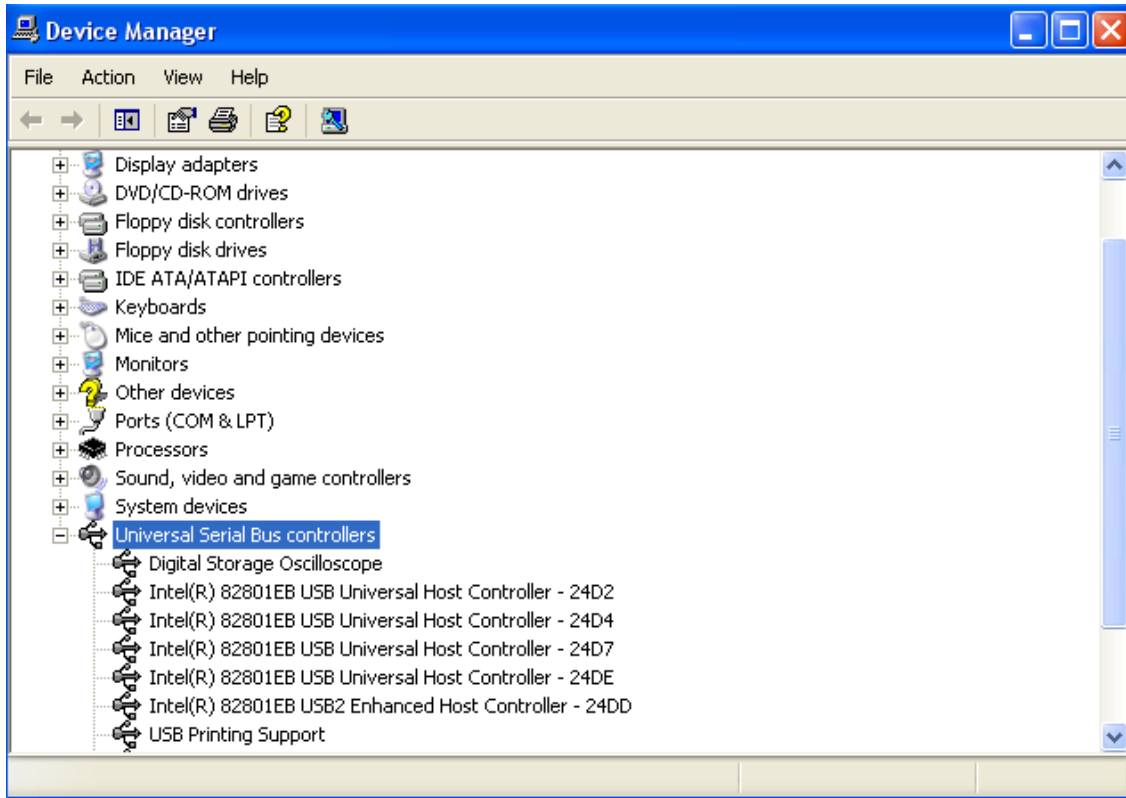 Device Manager
File Action View Help
Display adapters
DVD/CD-ROM drives
Floppy disk controllers
Floppy disk drives
IDE ATA/ATAPI controllers
Keyboards
Mice and other pointing devices
Monitors
Other devices
Ports (COM & LPT)
Processors
Sound, video and game controllers
System devices
Universal Serial Bus controllers
Digital Storage Oscilloscope
Intel(R) 82801EB USB Universal Host Controller - 24D2
Intel(R) 82801EB USB Universal Host Controller - 24D4
Intel(R) 82801EB USB Universal Host Controller - 24D7
Intel(R) 82801EB USB Universal Host Controller - 24DE
Intel(R) 82801EB USB2 Enhanced Host Controller - 24DD
USB Printing Support